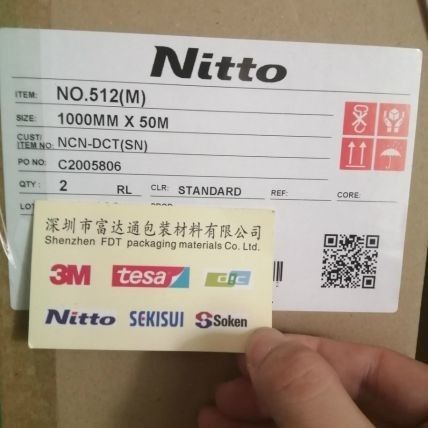 Nitto
ITEM: NO.512(M)
SIZE: 1000MM X 50M
CUST/ ITEM NO: NCN-DCT(SN)
PO NO: C2005806
QTY: 2 RL CLR: STANDARD REF: CORE:
深圳市富达通包装材料有限公司
Shenzhen FDT packaging materials Co. Ltd.
3M tesa dic
Nitto SEKISUI Soken